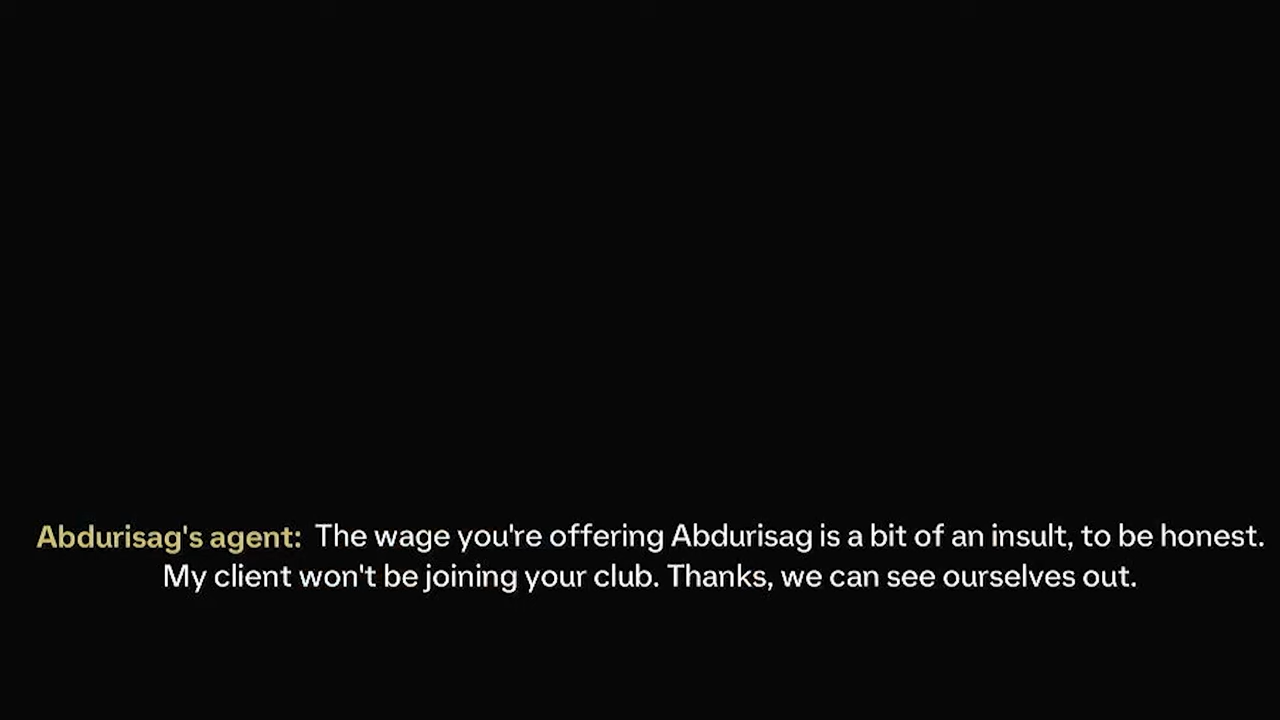 Abdurisag's agent: The wage you're offering Abdurisag is a bit of an insult, to be honest.
My client won't be joining your club. Thanks, we can see ourselves out.